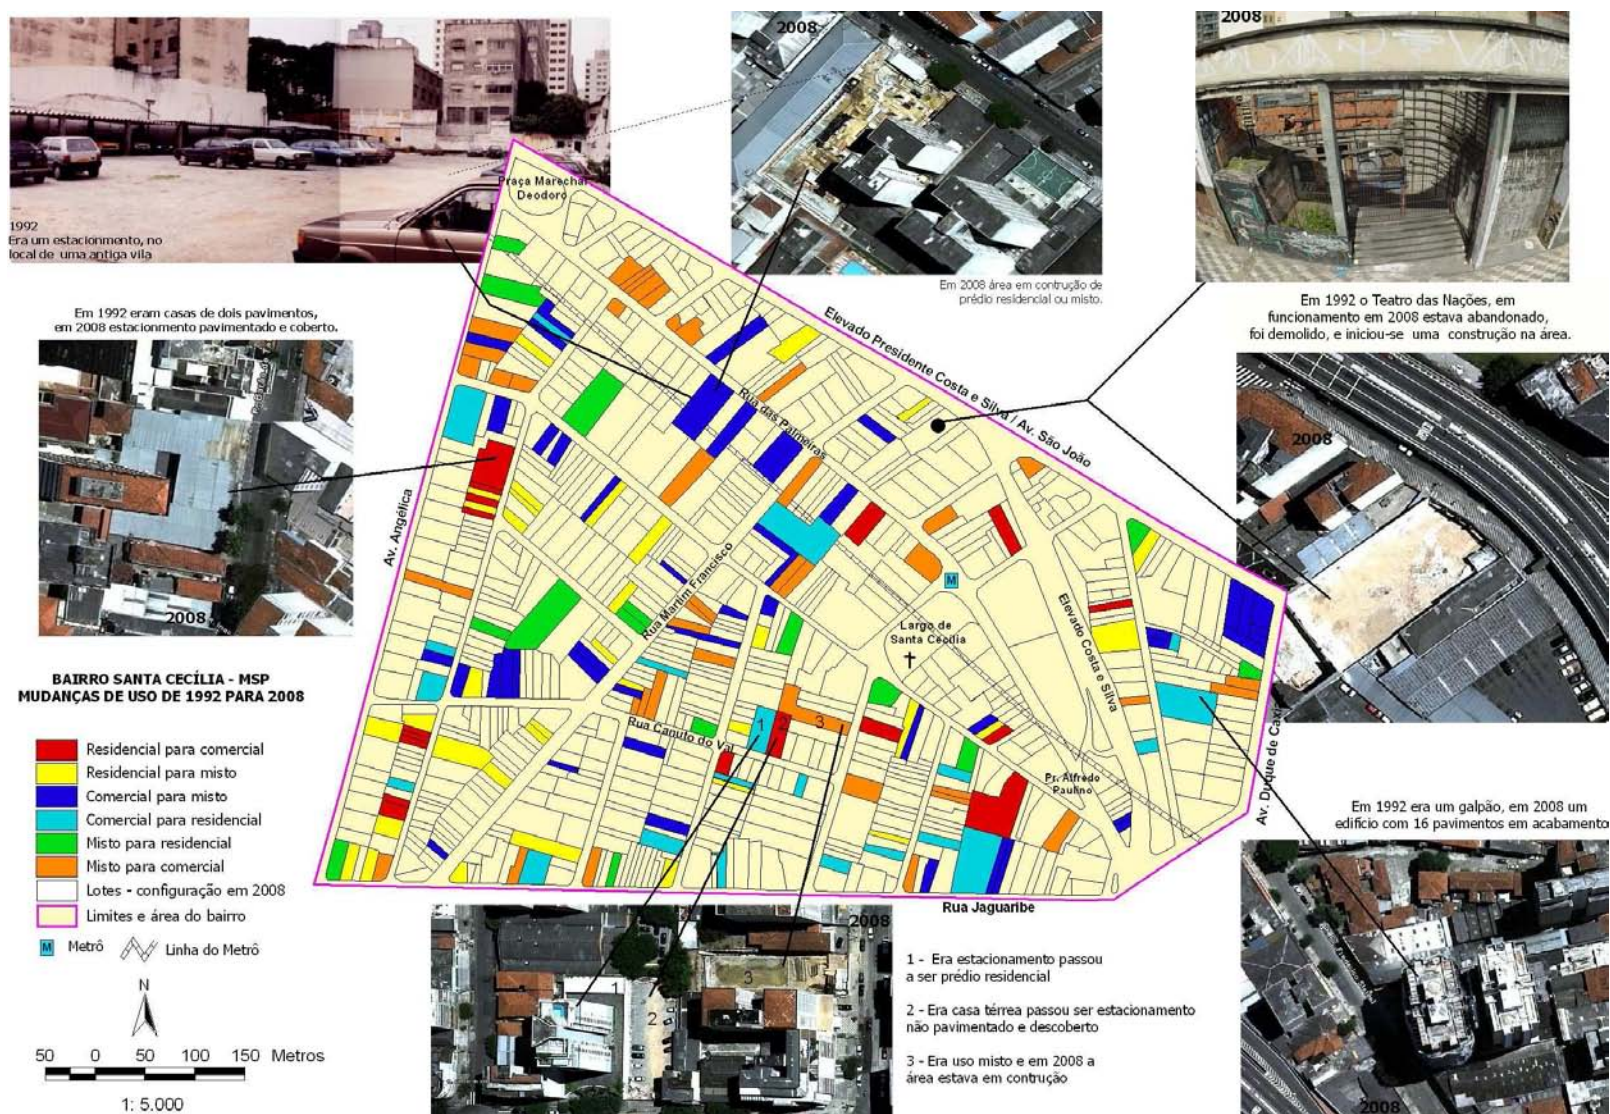 2008
2008
1992
Era um estacionmento, no
local de uma antiga vila
Em 2008 área em contrução de
prédio residencial ou misto.
Em 1992 o Teatro das Nações, em
funcionamento em 2008 estava abandonado,
foi demolido, e iniciou-se uma construção na área.
Em 1992 eram casas de dois pavimentos,
em 2008 estacionmento pavimentado e coberto.
2008
2008
Praça Marechal
Deodoro
Elevado Presidente Costa e Silva / Av. São João
Rua das Palmeiras
Av. Angélica
Rua Martim Francisco
M
Largo de
Santa Cecília
Elevado Costa e Silva
Rua Canuto do Val
1
2
3
Pr. Alfredo
Paulino
Av. Duque de Caxi
Rua Jaguaribe
BAIRRO SANTA CECÍLIA - MSP
MUDANÇAS DE USO DE 1992 PARA 2008
Residencial para comercial
Residencial para misto
Comercial para misto
Comercial para residencial
Misto para residencial
Misto para comercial
Lotes - configuração em 2008
Limites e área do bairro
M Metrô Linha do Metrô
N
50 0 50 100 150 Metros
1: 5.000
2008
1
2
3
1 - Era estacionamento passou
a ser prédio residencial
2 - Era casa térrea passou ser estacionamento
não pavimentado e descoberto
3 - Era uso misto e em 2008 a
área estava em contrução
Em 1992 era um galpão, em 2008 um
edifício com 16 pavimentos em acabamento
2008